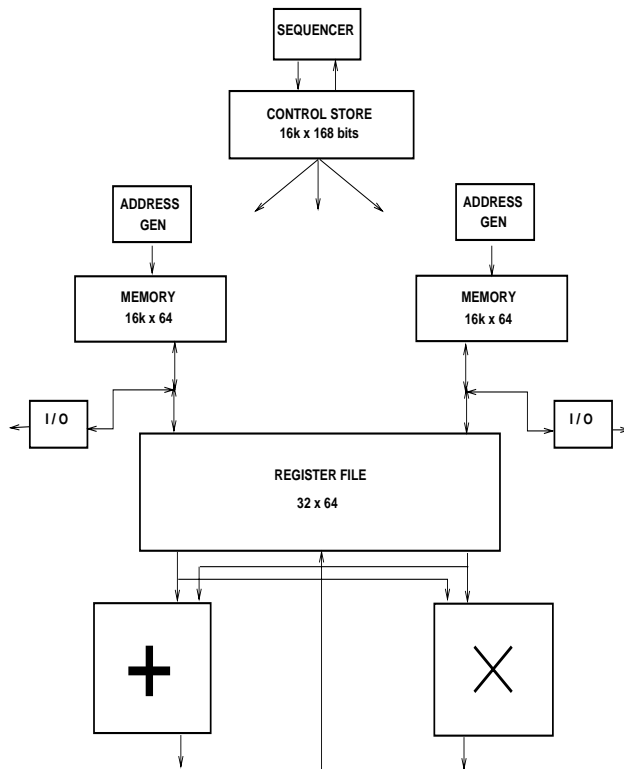 SEQUENCER
CONTROL STORE
16k x 168 bits
ADDRESS
GEN
ADDRESS
GEN
MEMORY
16k x 64
MEMORY
16k x 64
I / O
I / O
REGISTER FILE
32 x 64
+
X